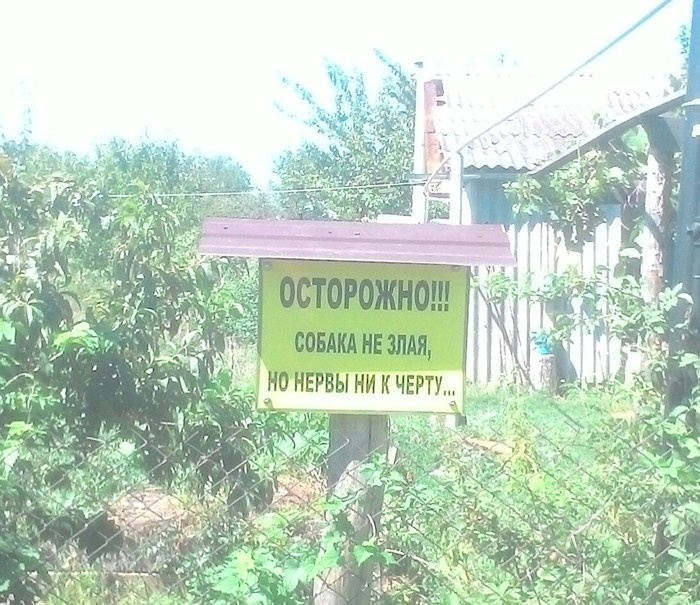 ОСТОРОЖНО!!!
СОБАКА НЕ ЗЛАЯ,
НО НЕРВЫ НИ К ЧЕРТУ...